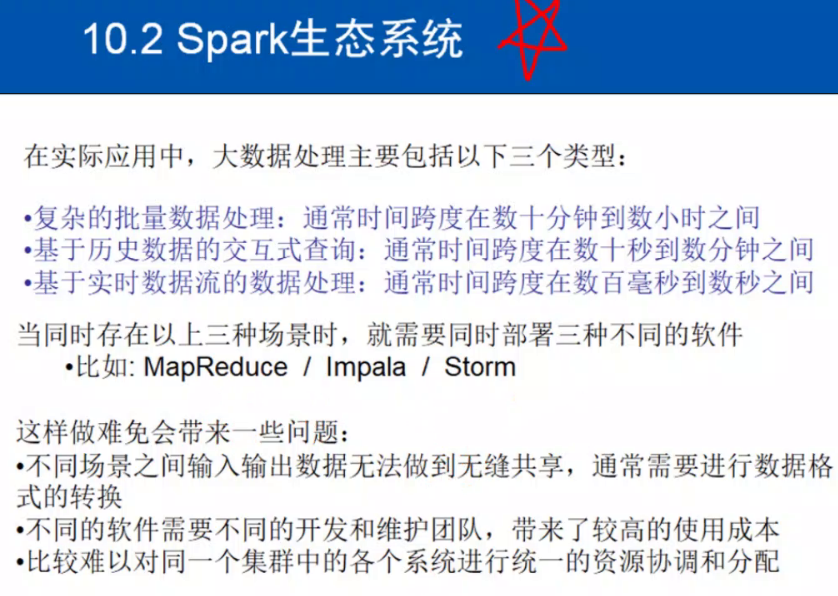 10.2 Spark生态系统
在实际应用中，大数据处理主要包括以下三个类型：
•复杂的批量数据处理：通常时间跨度在数十分钟到数小时之间
•基于历史数据的交互式查询：通常时间跨度在数十秒到数分钟之间
•基于实时数据流的数据处理：通常时间跨度在数百毫秒到数秒之间
当同时存在以上三种场景时，就需要同时部署三种不同的软件
•比如: MapReduce / Impala / Storm
这样做难免会带来一些问题：
•不同场景之间输入输出数据无法做到无缝共享，通常需要进行数据格
式的转换
•不同的软件需要不同的开发和维护团队，带来了较高的使用成本
•比较难以对同一个集群中的各个系统进行统一的资源协调和分配